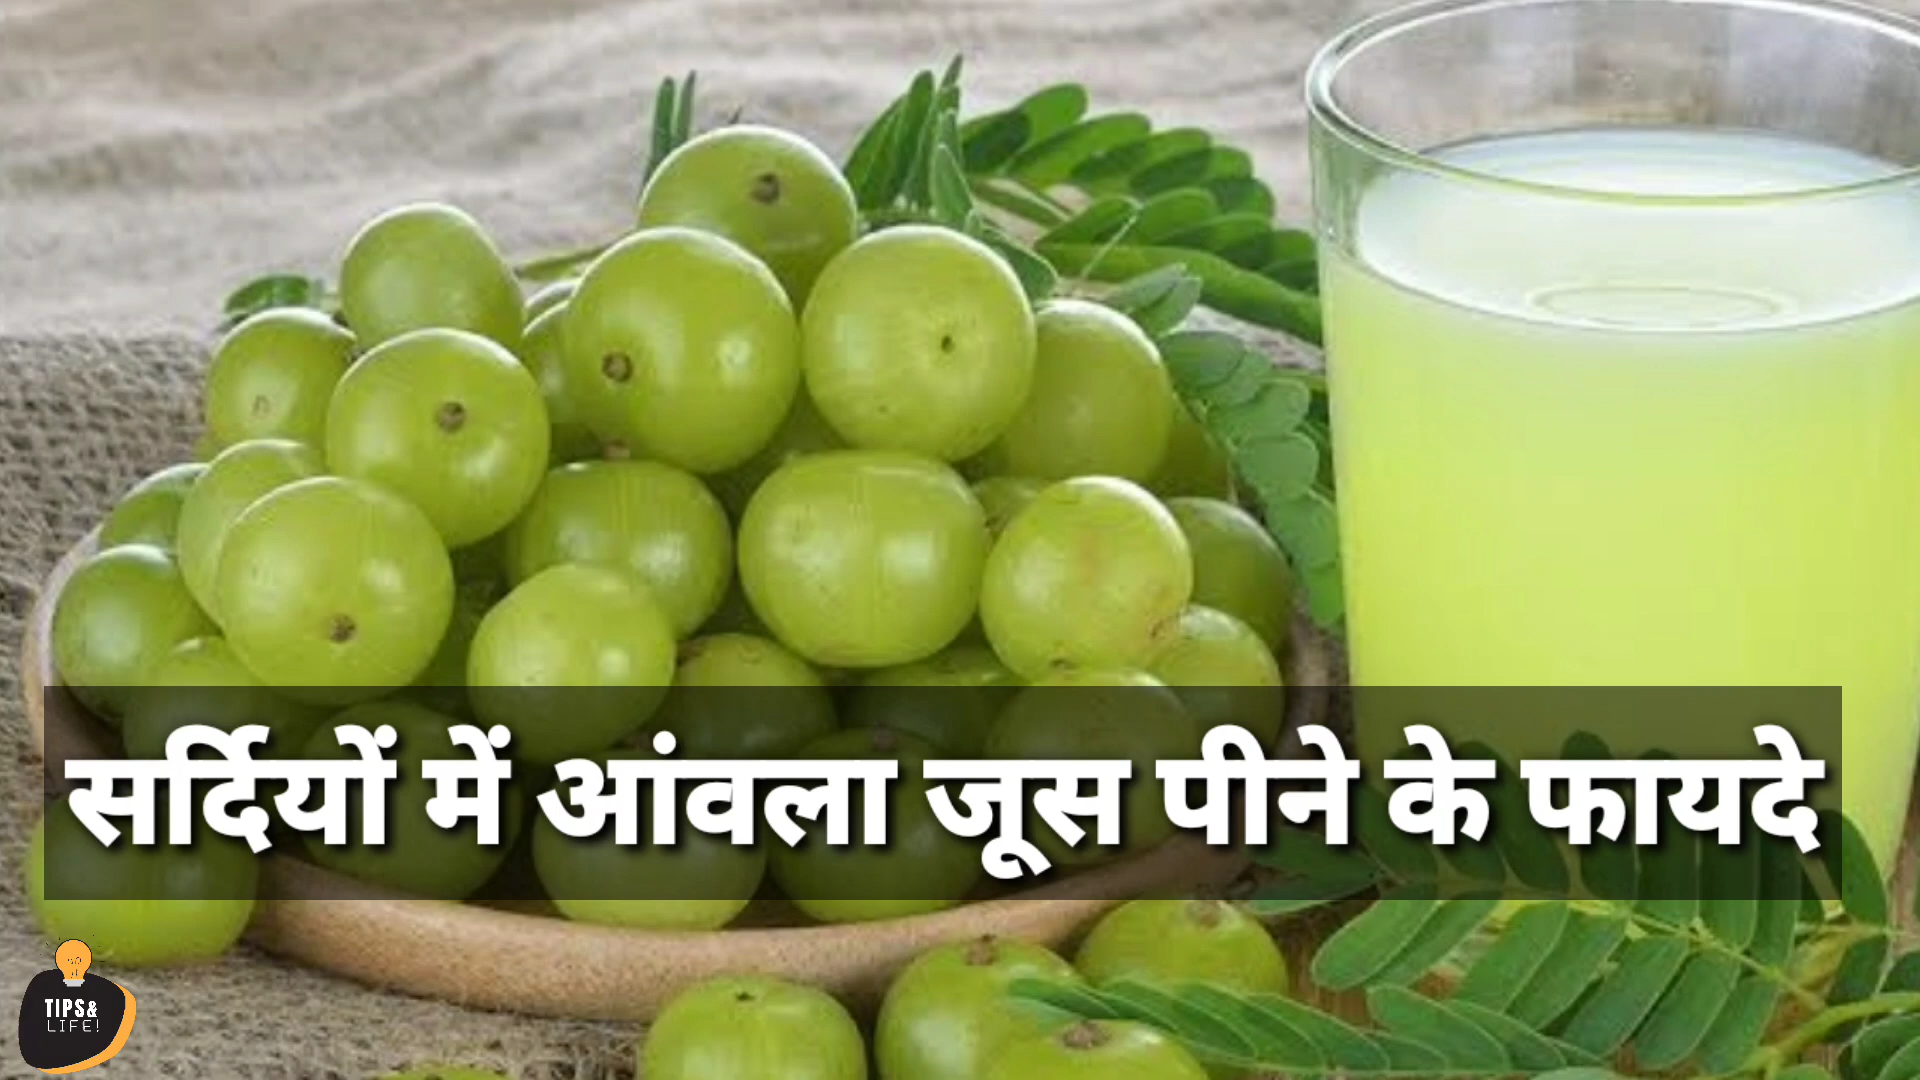 सर्दियों में आंवला जूस पीने के फायदे
TIPS&
LIFE!